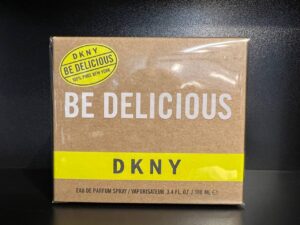 DKNY
BE DELICIOUS
100% PURE NEW YORK
BE DELICIOUS
DKNY
EAU DE PARFUM SPRAY / VAPORISATEUR 3.4 FL. OZ / 100 ML ℮